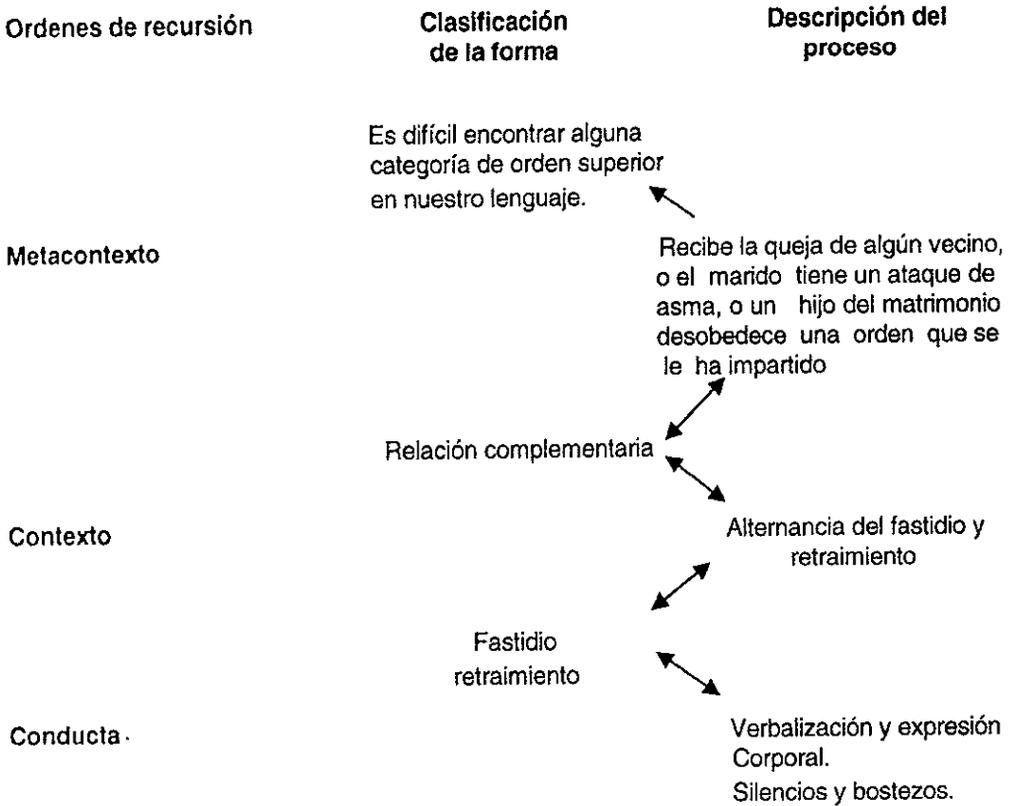 Ordenes de recursión
Clasificación
de la forma
Descripción del
proceso
Es difícil encontrar alguna
categoría de orden superior
en nuestro lenguaje.
Metacontexto
Recibe la queja de algún vecino,
o el marido tiene un ataque de
asma, o un hijo del matrimonio
desobedece una orden que se
le ha impartido
Relación complementaria
Contexto
Alternancia del fastidio y
retraimiento
Fastidio
retraimiento
Conducta
Verbalización y expresión
Corporal.
Silencios y bostezos.